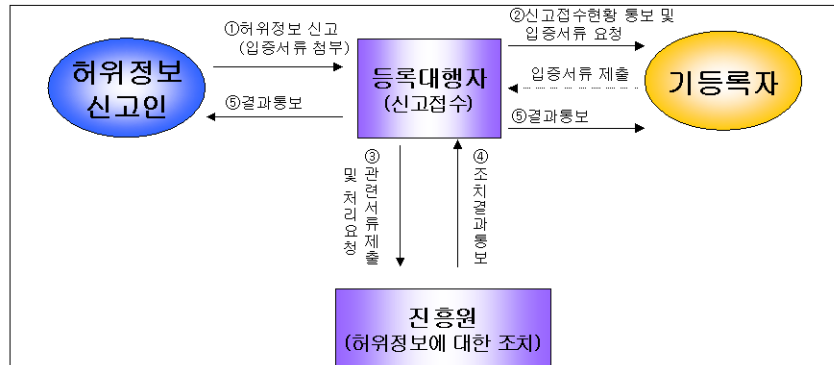 ①허위정보 신고
(입증서류 첨부)
②신고접수현황 통보 및
입증서류 요청
허위정보
신고인
등록대행자
(신고접수)
입증서류 제출
기등록자
⑤결과통보
⑤결과통보
③관련서류제출
및 처리요청
④조치결과통보
진흥원
(허위정보에 대한 조치)